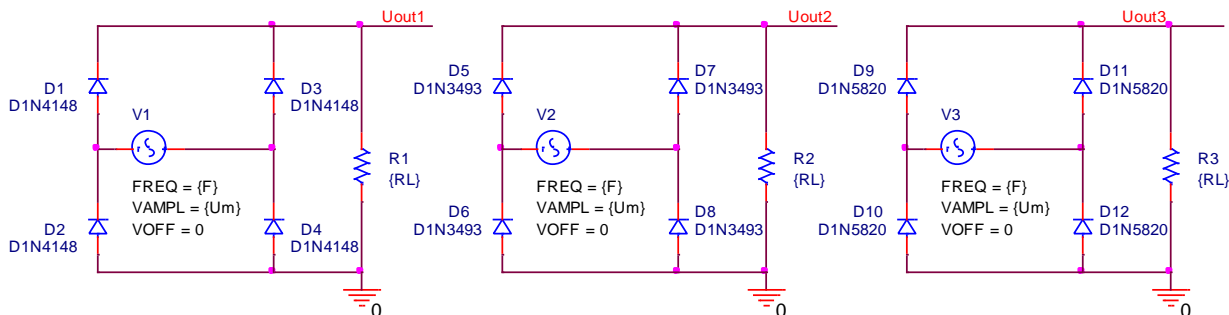 Uout1
D1
D1N4148
D3
D1N4148
V1
R1
{RL}
FREQ = {F}
VAMPL = {Um}
VOFF = 0
D2
D1N4148
D4
D1N4148
0
Uout2
D5
D1N3493
D7
D1N3493
V2
R2
{RL}
FREQ = {F}
VAMPL = {Um}
VOFF = 0
D6
D1N3493
D8
D1N3493
0
Uout3
D9
D1N5820
D11
D1N5820
V3
R3
{RL}
FREQ = {F}
VAMPL = {Um}
VOFF = 0
D10
D1N5820
D12
D1N5820
0